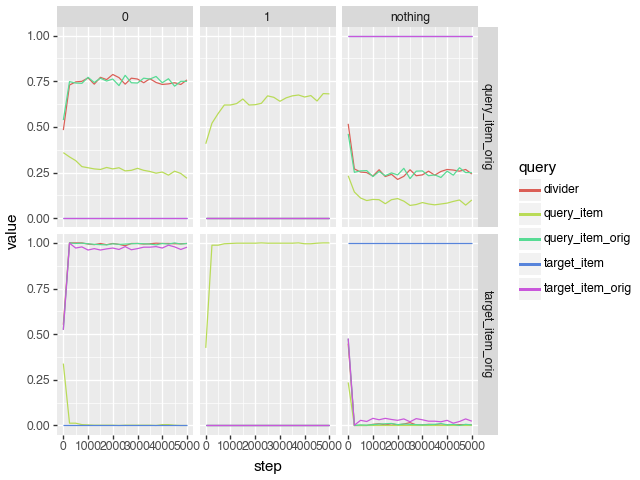 0 1 nothing
1.00
0.75
0.50
0.25
0.00
query_item_orig
1.00
0.75
0.50
0.25
0.00
target_item_orig
value
0 1000 2000 3000 4000 5000 0 1000 2000 3000 4000 5000 0 1000 2000 3000 4000 5000
step
query
divider
query_item
query_item_orig
target_item
target_item_orig